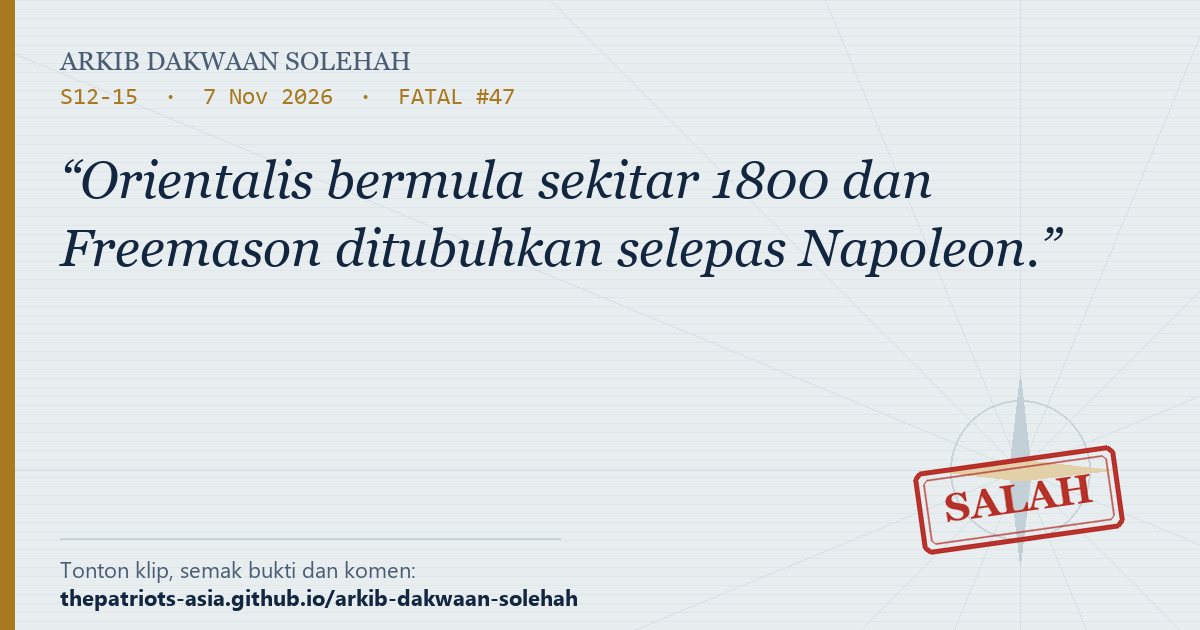 ARKIB DAKWAAN SOLEHAH
S12-15 · 7 Nov 2026 · FATAL #47
“Orientalis bermula sekitar 1800 dan
Freemason ditubuhkan selepas Napoleon.”
SALAH
Tonton klip, semak bukti dan komen:
thepatriots-asia.github.io/arkib-dakwaan-solehah